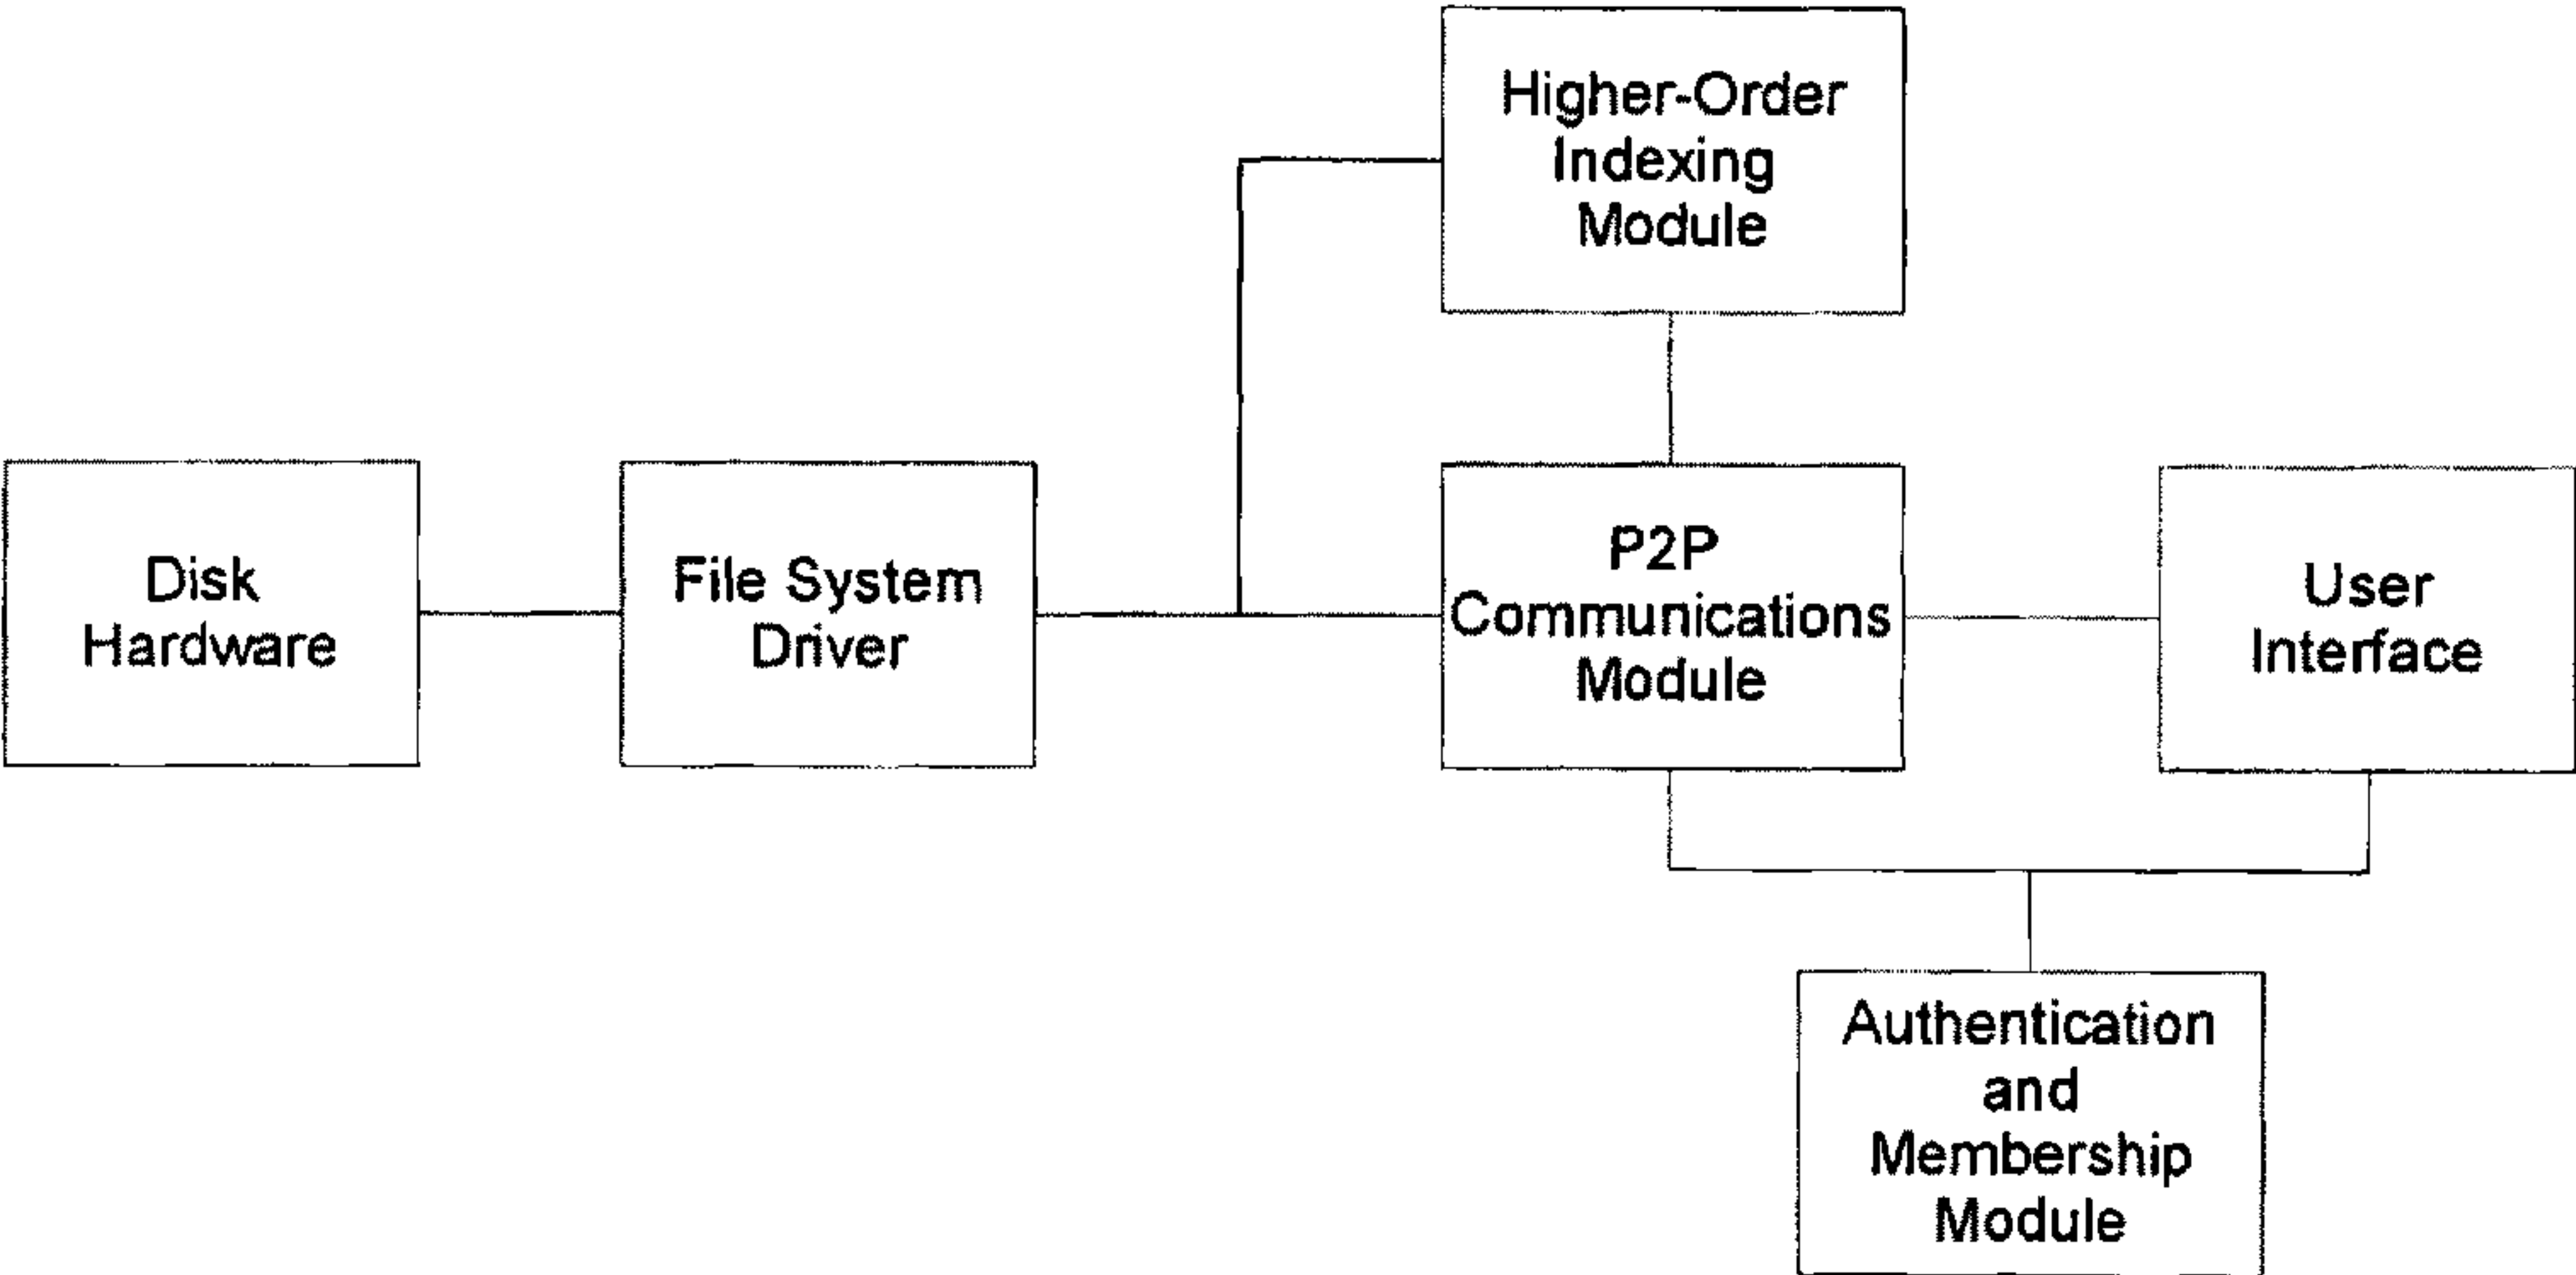 Higher-Order
Indexing
Module
Disk
Hardware
File System
Driver
P2P
Communications
Module
User
Interface
Authentication
and
Membership
Module